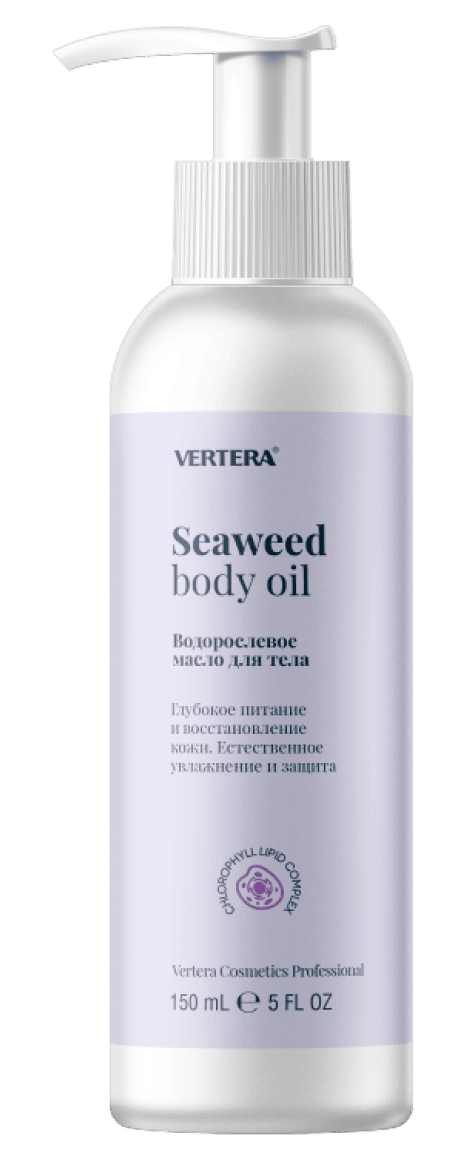 VERTERA®
Seaweed
body oil
Водорослевое
масло для тела
Глубокое питание
и восстановление
кожи. Естественное
увлажнение и защита
CHLOROPHYLL LIPID COMPLEX
Vertera Cosmetics Professional
150 mL ℮ 5 FL OZ